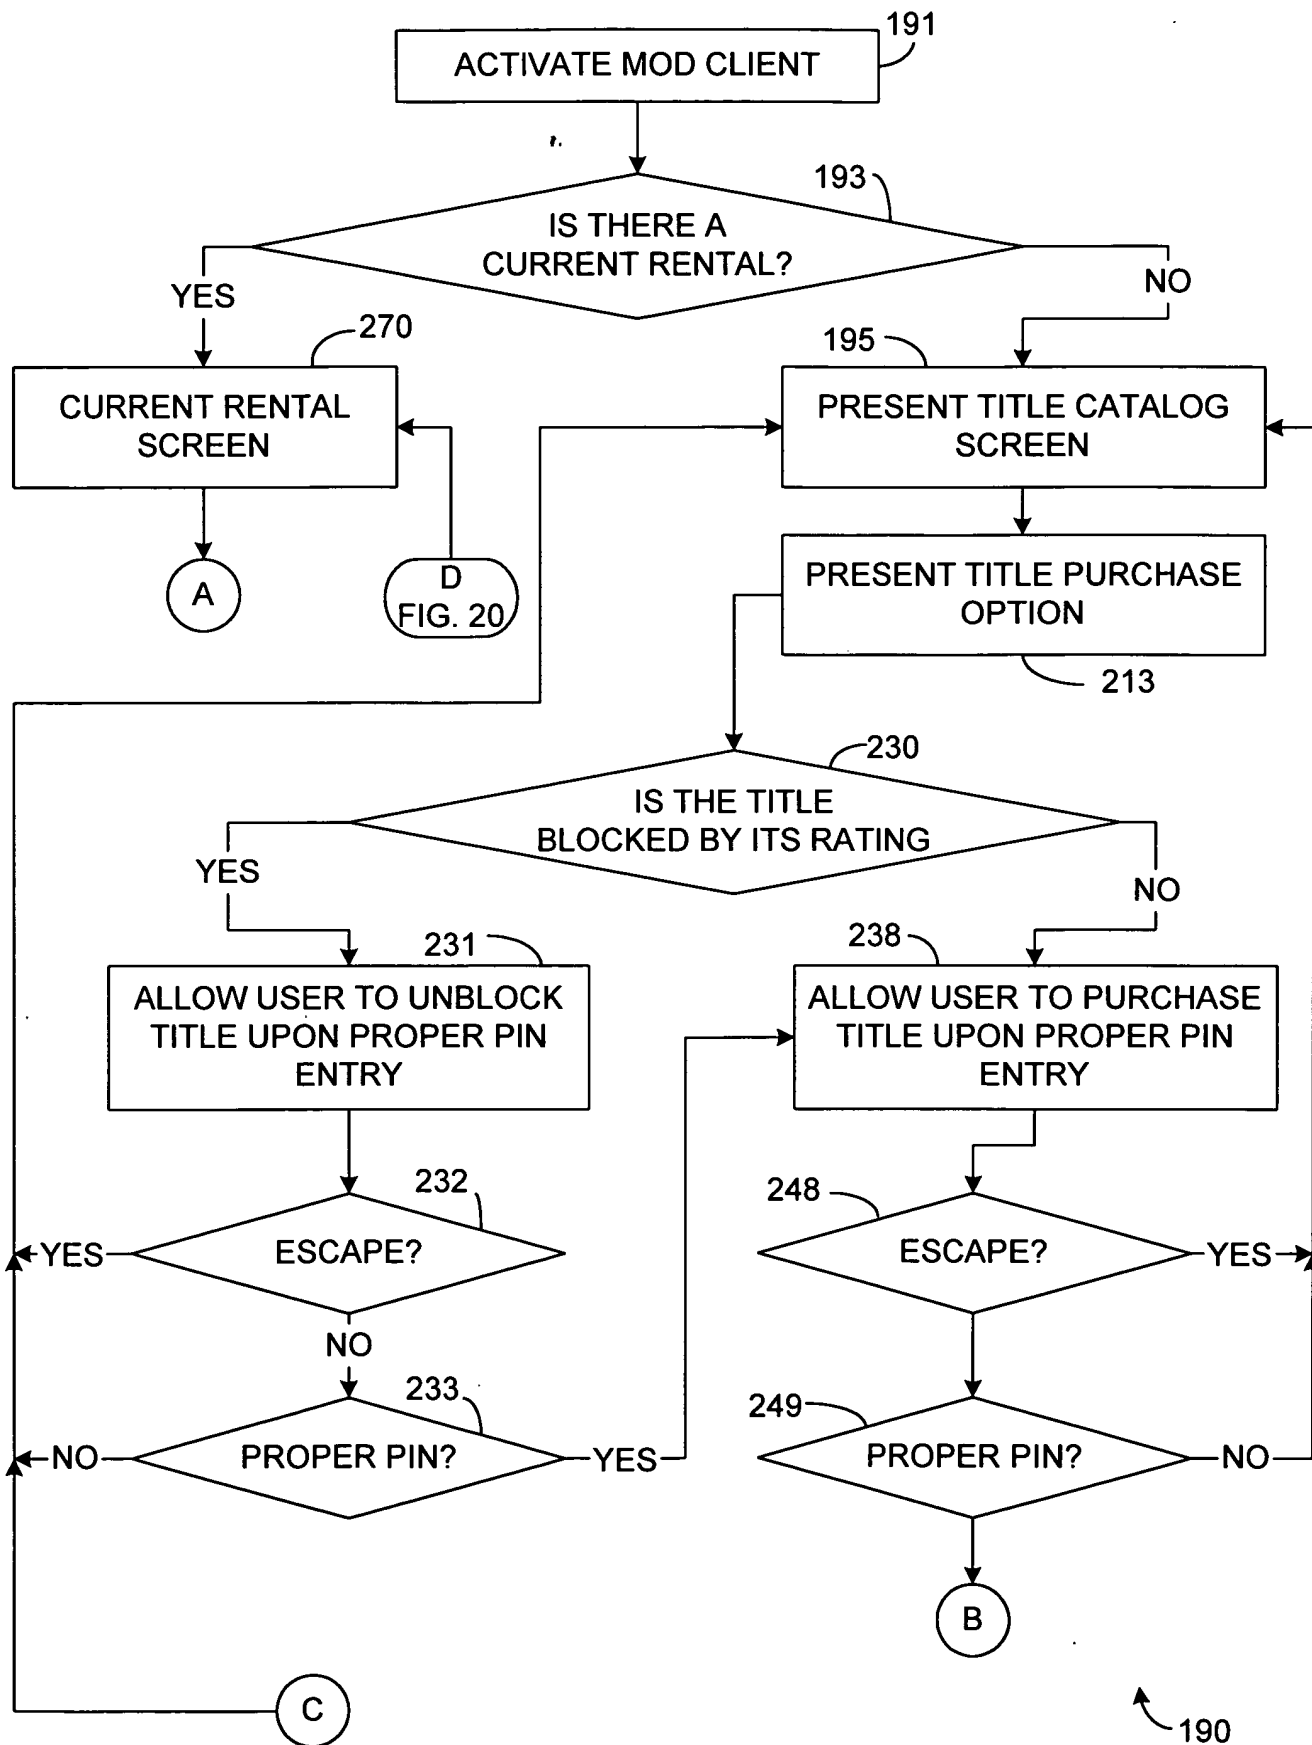 191
ACTIVATE MOD CLIENT
193
IS THERE A
CURRENT RENTAL?
YES
NO
270
195
CURRENT RENTAL
SCREEN
PRESENT TITLE CATALOG
SCREEN
A
D
FIG. 20
PRESENT TITLE PURCHASE
OPTION
213
230
IS THE TITLE
BLOCKED BY ITS RATING
YES
NO
231
238
ALLOW USER TO UNBLOCK
TITLE UPON PROPER PIN
ENTRY
ALLOW USER TO PURCHASE
TITLE UPON PROPER PIN
ENTRY
232
248
YES
ESCAPE?
ESCAPE?
YES
NO
233
249
NO
PROPER PIN?
YES
PROPER PIN?
NO
B
C
190